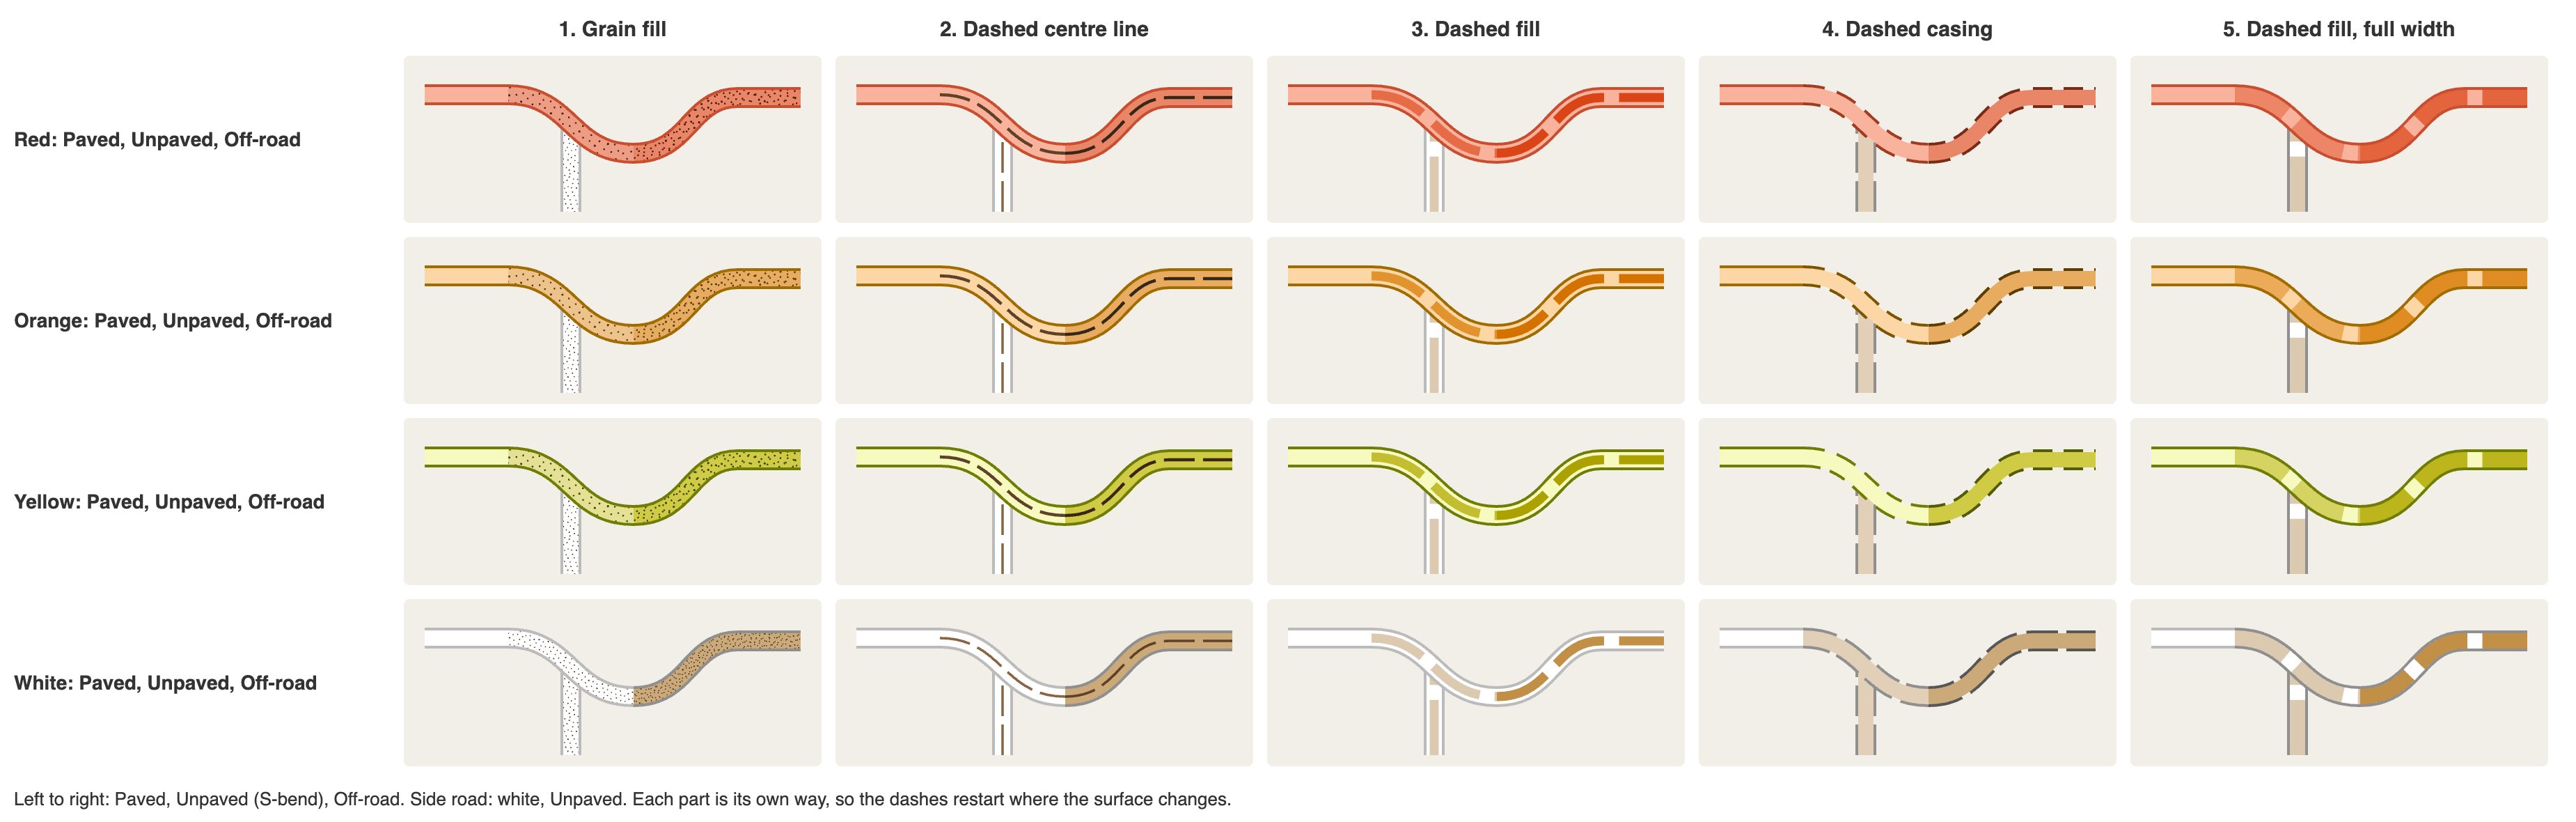 1. Grain fill
2. Dashed centre line
3. Dashed fill
4. Dashed casing
5. Dashed fill, full width
Red: Paved, Unpaved, Off-road
Orange: Paved, Unpaved, Off-road
Yellow: Paved, Unpaved, Off-road
White: Paved, Unpaved, Off-road
Left to right: Paved, Unpaved (S-bend), Off-road. Side road: white, Unpaved. Each part is its own way, so the dashes restart where the surface changes.